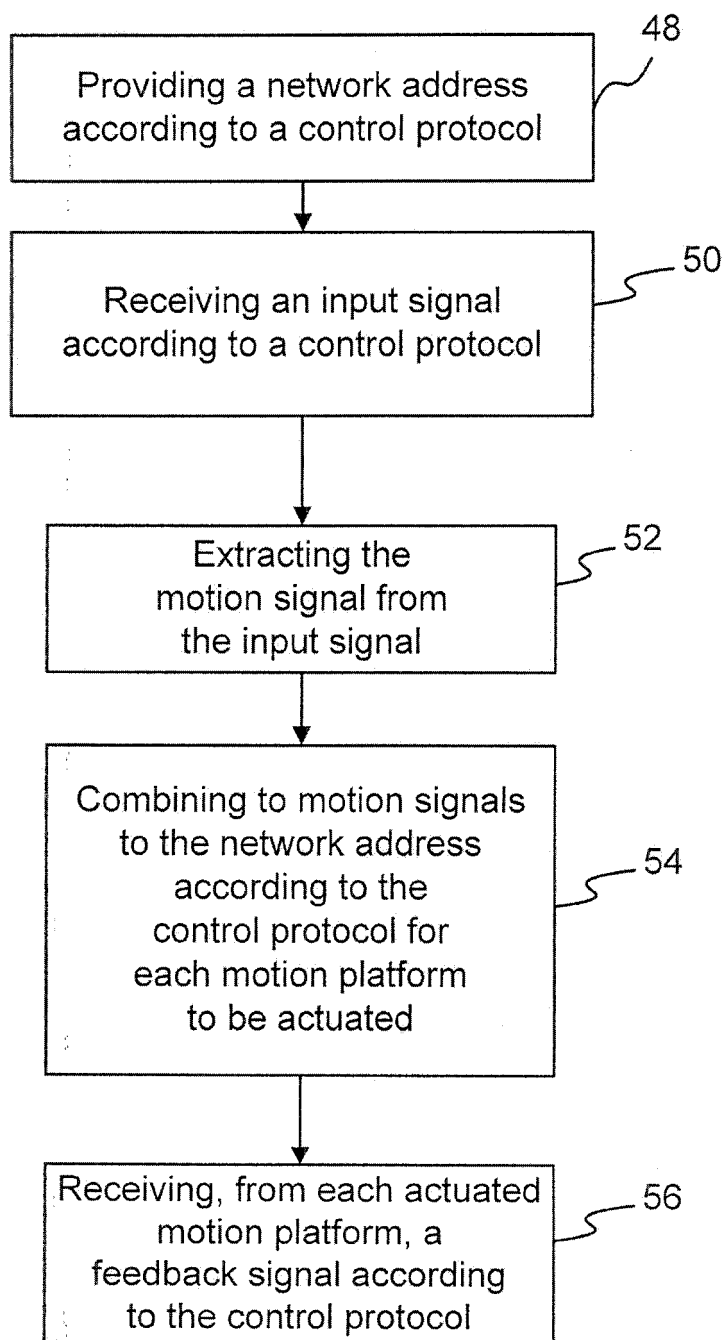 48
Providing a network address
according to a control protocol
50
Receiving an input signal
according to a control protocol
52
Extracting the
motion signal from
the input signal
Combining to motion signals
to the network address
according to the
control protocol for
each motion platform
to be actuated
54
Receiving, from each actuated
motion platform, a
feedback signal according
to the control protocol
56